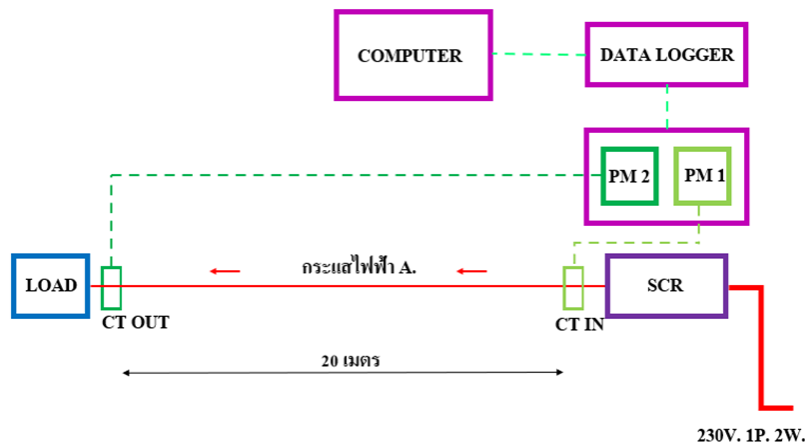 COMPUTER
DATA LOGGER
PM 2
PM 1
กระแสไฟฟ้า A.
LOAD
SCR
CT OUT
CT IN
20 เมตร
230V. 1P. 2W.